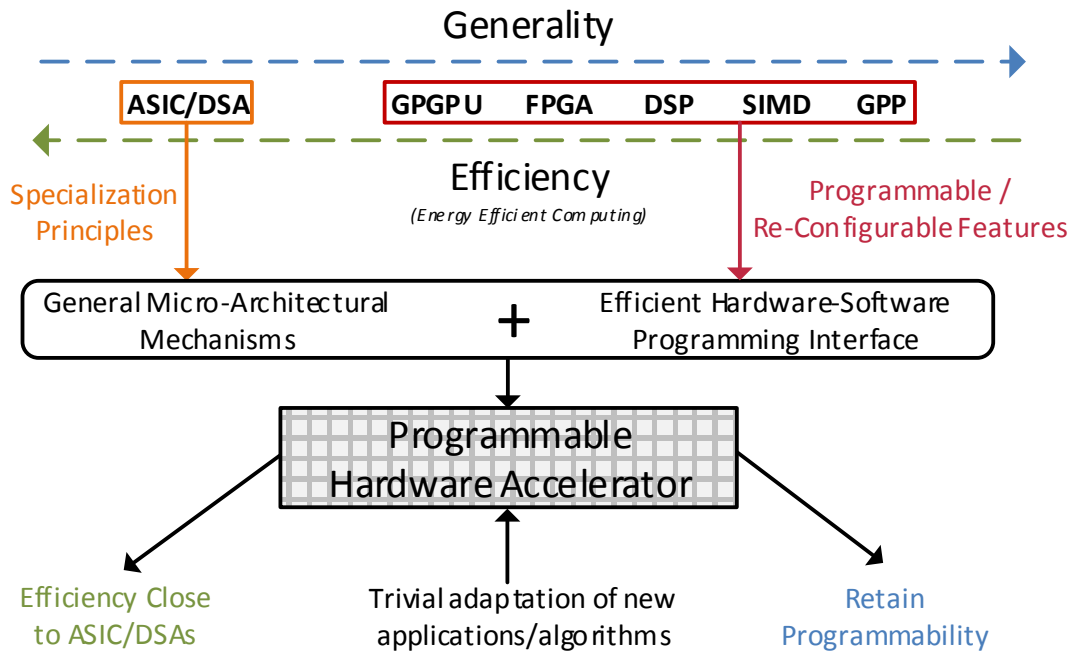 Generality
ASIC/DSA GPGPU FPGA DSP SIMD GPP
Efficiency
(Energy Efficient Computing)
Specialization
Principles
Programmable /
Re-Configurable Features
General Micro-Architectural
Mechanisms
+
Efficient Hardware-Software
Programming Interface
Programmable
Hardware Accelerator
Efficiency Close
to ASIC/DSAs
Trivial adaptation of new
applications/algorithms
Retain
Programmability